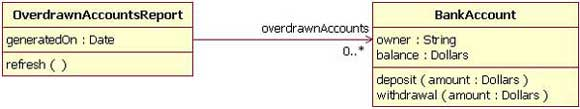 OverdrawnAccountsReport
generatedOn : Date
refresh ( )
overdrawnAccounts
0..*
BankAccount
owner : String
balance : Dollars
deposit ( amount : Dollars )
withdrawal ( amount : Dollars )